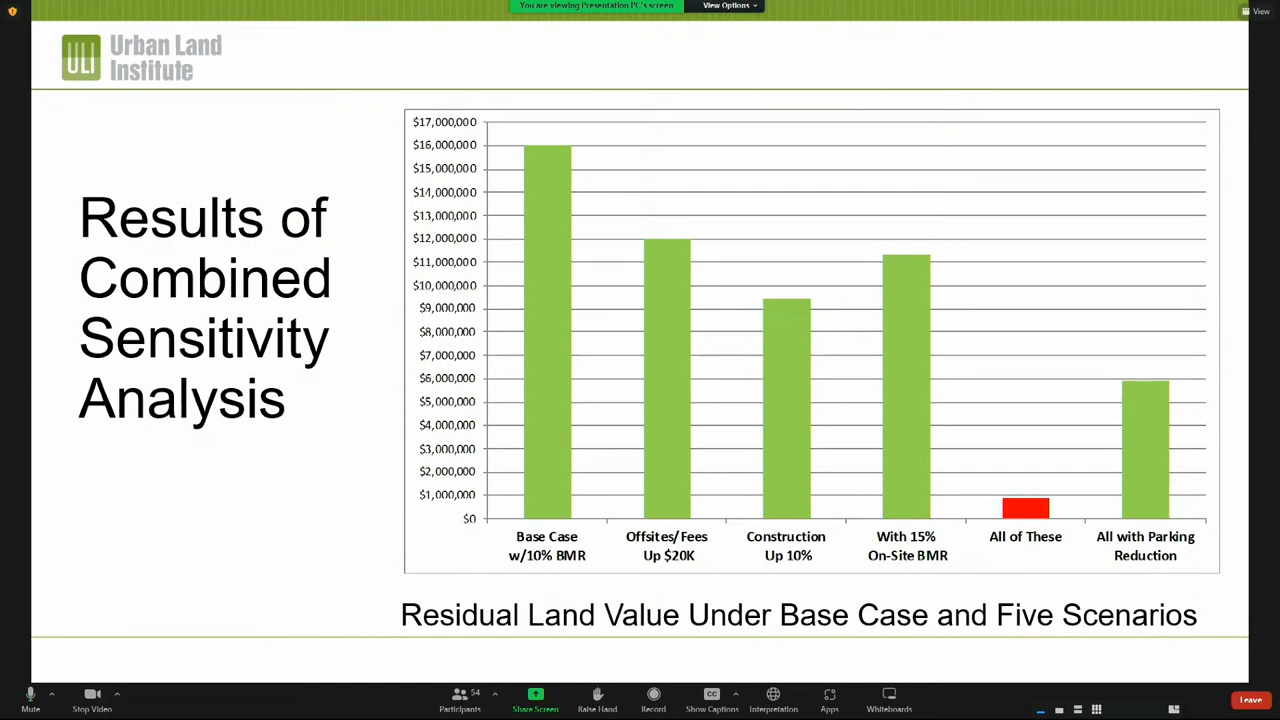 You are viewing Presentation PC's screen
View Options
View
ULI
Urban Land
Institute
Results of
Combined
Sensitivity
Analysis
$17,000,000
$16,000,000
$15,000,000
$14,000,000
$13,000,000
$12,000,000
$11,000,000
$10,000,000
$9,000,000
$8,000,000
$7,000,000
$6,000,000
$5,000,000
$4,000,000
$3,000,000
$2,000,000
$1,000,000
$0
Base Case
w/10% BMR
Offsites/Fees
Up $20K
Construction
Up 10%
With 15%
On-Site BMR
All of These
All with Parking
Reduction
Residual Land Value Under Base Case and Five Scenarios
Mute
Stop Video
54
Participants
Share Screen
Raise Hand
Record
CC
Show Captions
Interpretation
Apps
Whiteboards
Leave